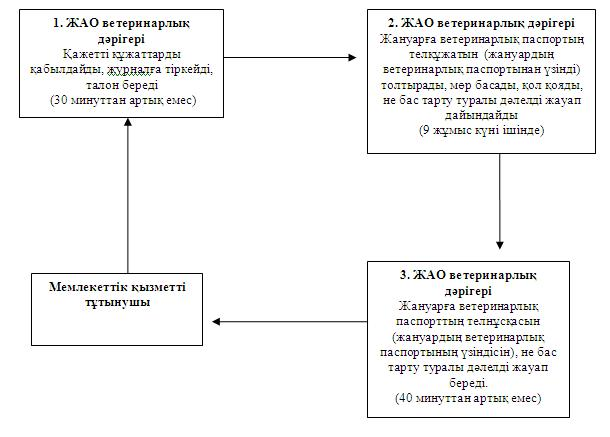 1. ЖАО ветеринарлық
дәрігері
Қажетті құжаттарды
қабылдайды, журналға тіркейді,
талон береді
(30 минуттан артық емес)
2. ЖАО ветеринарлық дәрігері
Жануарға ветеринарлық паспортың
телқұжатын (жануардың
ветеринарлық паспортынан үзінді)
толтырады, мөр басады, қол қояды,
не бас тарту туралы дәлелді жауап
дайындайды
(9 жұмыс күні ішінде)
3. ЖАО ветеринарлық
дәрігері
Жануарға ветеринарлық
паспорттың телнұсқасын
(жануардың ветеринарлық
паспортының үзіндісін), не бас
тарту туралы дәлелді жауап
береді.
(40 минуттан артық емес)
Мемлекеттік қызметті
тұтынушы